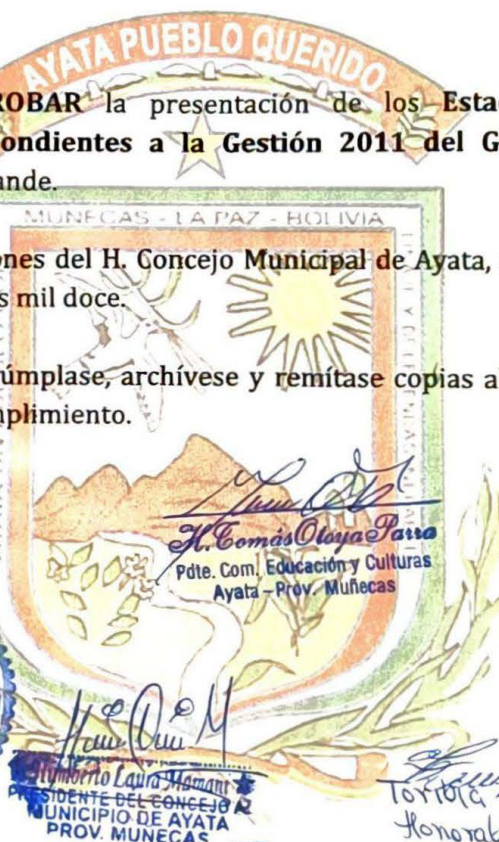 AYATA PUEBLO QUERIDO
ROBAR la presentación de los Esta
ondientes a la Gestión 2011 del G
ande.
MUÑECAS - LA PAZ - BOLIVIA
nes del H. Concejo Municipal de Ayata,
s mil doce.
úmplase, archívese y remítase copias a
mplimiento.
H. Tomás Oloya Parra
Pdte. Com. Educación y Culturas
Ayata - Prov. Muñecas
Humberto Laura Mamani
PRESIDENTE DEL CONCEJO
MUNICIPIO DE AYATA
PROV. MUÑECAS
Toribia
Honorab